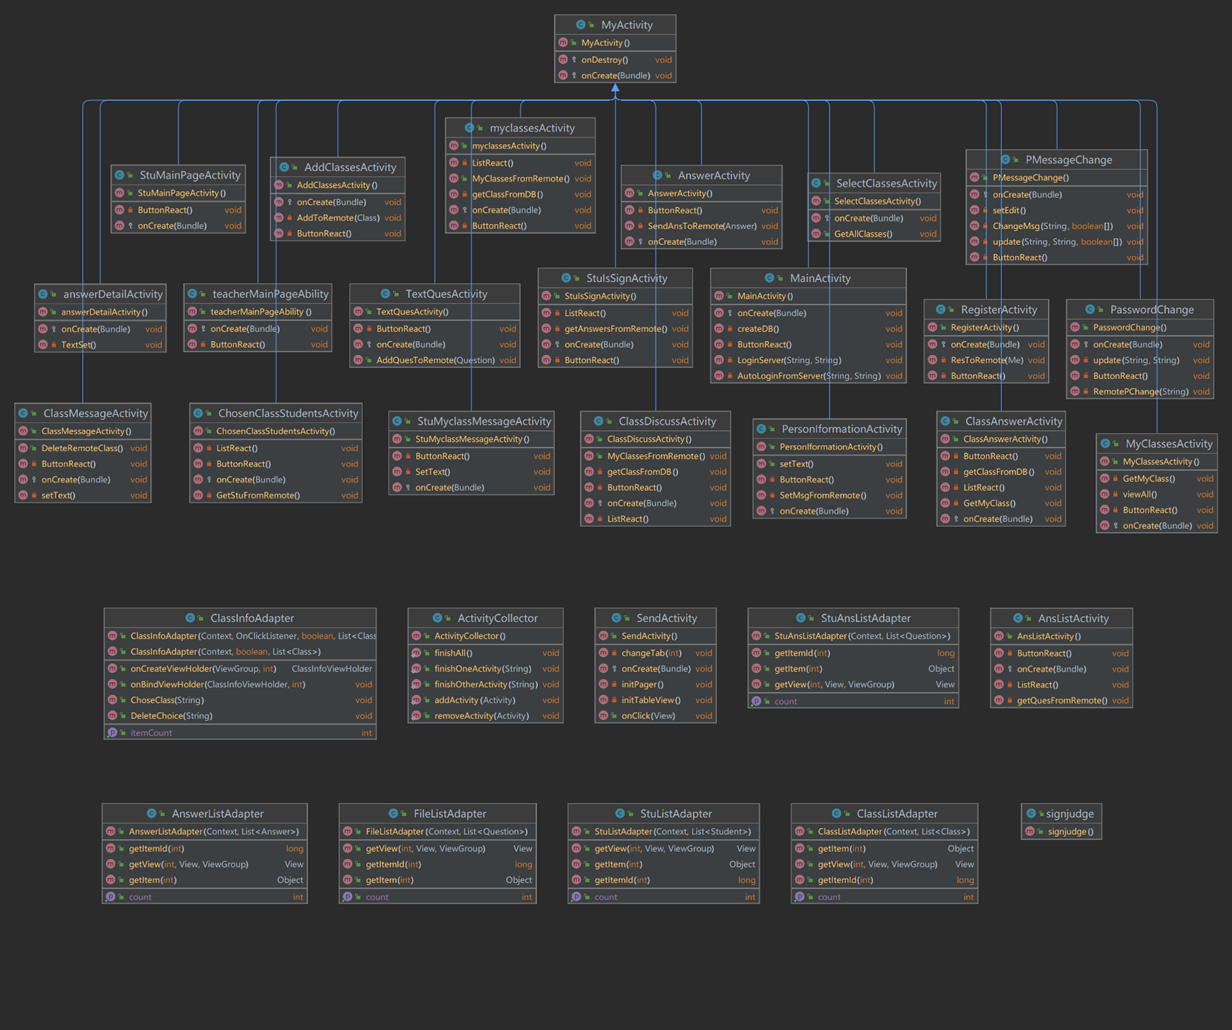 MyActivity
MyActivity()
onDestroy() void
onCreate(Bundle) void
myclassesActivity
myclassesActivity()
ListReact() void
MyClassesFromRemote() void
getClassFromDB() void
onCreate(Bundle) void
ButtonReact() void
StuMainPageActivity
StuMainPageActivity()
ButtonReact() void
onCreate(Bundle) void
AddClassesActivity
AddClassesActivity()
onCreate(Bundle) void
AddToRemote(Class) void
ButtonReact() void
AnswerActivity
AnswerActivity()
ButtonReact() void
SendAnsToRemote(Answer) void
onCreate(Bundle) void
SelectClassesActivity
SelectClassesActivity()
onCreate(Bundle) void
GetAllClasses() void
PMessageChange
PMessageChange()
onCreate(Bundle) void
setEdit() void
ChangeMsg(String, boolean[]) void
update(String, String, boolean[]) void
ButtonReact() void
answerDetailActivity
answerDetailActivity()
onCreate(Bundle) void
TextSet() void
teacherMainPageAbility
teacherMainPageAbility()
onCreate(Bundle) void
ButtonReact() void
TextQuesActivity
TextQuesActivity()
ButtonReact() void
onCreate(Bundle) void
AddQuesToRemote(Question) void
StuIsSignActivity
StuIsSignActivity()
ListReact() void
getAnswersFromRemote() void
onCreate(Bundle) void
ButtonReact() void
MainActivity
MainActivity()
onCreate(Bundle) void
createDB() void
ButtonReact() void
LoginServer(String, String) void
AutoLoginFromServer(String, String) void
RegisterActivity
RegisterActivity()
onCreate(Bundle) void
ResToRemote(Me) void
ButtonReact() void
PasswordChange
PasswordChange()
onCreate(Bundle) void
update(String, String) void
ButtonReact() void
RemotePChange(String) void
ClassMessageActivity
ClassMessageActivity()
DeleteRemoteClass() void
ButtonReact() void
onCreate(Bundle) void
setText() void
ChosenClassStudentsActivity
ChosenClassStudentsActivity()
ListReact() void
ButtonReact() void
onCreate(Bundle) void
GetStuFromRemote() void
StuMyclassMessageActivity
StuMyclassMessageActivity()
ButtonReact() void
SetText() void
onCreate(Bundle) void
ClassDiscussActivity
ClassDiscussActivity()
MyClassesFromRemote() void
getClassFromDB() void
ButtonReact() void
onCreate(Bundle) void
ListReact() void
PersonIformationActivity
PersonIformationActivity()
setText() void
ButtonReact() void
SetMsgFromRemote() void
onCreate(Bundle) void
ClassAnswerActivity
ClassAnswerActivity()
ButtonReact() void
getClassFromDB() void
ListReact() void
GetMyClass() void
onCreate(Bundle) void
MyClassesActivity
MyClassesActivity()
GetMyClass() void
viewAll() void
ButtonReact() void
onCreate(Bundle) void
ClassInfoAdapter
ClassInfoAdapter(Context, OnClickListener, boolean, List<Class
ClassInfoAdapter(Context, boolean, List<Class>)
onCreateViewHolder(ViewGroup, int) ClassInfoViewHolder
onBindViewHolder(ClassInfoViewHolder, int) void
ChoseClass(String) void
DeleteChoice(String) void
itemCount int
ActivityCollector
ActivityCollector()
finishAll() void
finishOneActivity(String) void
finishOtherActivity(String) void
addActivity(Activity) void
removeActivity(Activity) void
SendActivity
SendActivity()
changeTab(int) void
onCreate(Bundle) void
initPager() void
initTableView() void
onClick(View) void
StuAnsListAdapter
StuAnsListAdapter(Context, List<Question>)
getItemId(int) long
getItem(int) Object
getView(int, View, ViewGroup) View
count int
AnsListActivity
AnsListActivity()
ButtonReact() void
onCreate(Bundle) void
ListReact() void
getQuesFromRemote() void
AnswerListAdapter
AnswerListAdapter(Context, List<Answer>)
getItemId(int) long
getView(int, View, ViewGroup) View
getItem(int) Object
count int
FileListAdapter
FileListAdapter(Context, List<Question>)
getView(int, View, ViewGroup) View
getItemId(int) long
getItem(int) Object
count int
StuListAdapter
StuListAdapter(Context, List<Student>)
getView(int, View, ViewGroup) View
getItem(int) Object
getItemId(int) long
count int
ClassListAdapter
ClassListAdapter(Context, List<Class>)
getItem(int) Object
getView(int, View, ViewGroup) View
getItemId(int) long
count int
signjudge
signjudge()